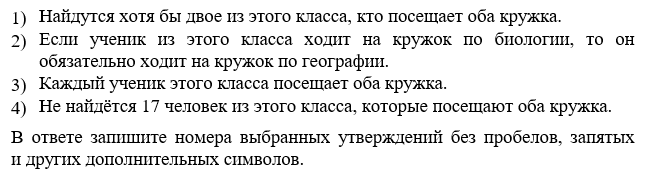 1) Найдутся хотя бы двое из этого класса, кто посещает оба кружка.
2) Если ученик из этого класса ходит на кружок по биологии, то он
обязательно ходит на кружок по географии.
3) Каждый ученик этого класса посещает оба кружка.
4) Не найдётся 17 человек из этого класса, которые посещают оба кружка.
В ответе запишите номера выбранных утверждений без пробелов, запятых
и других дополнительных символов.